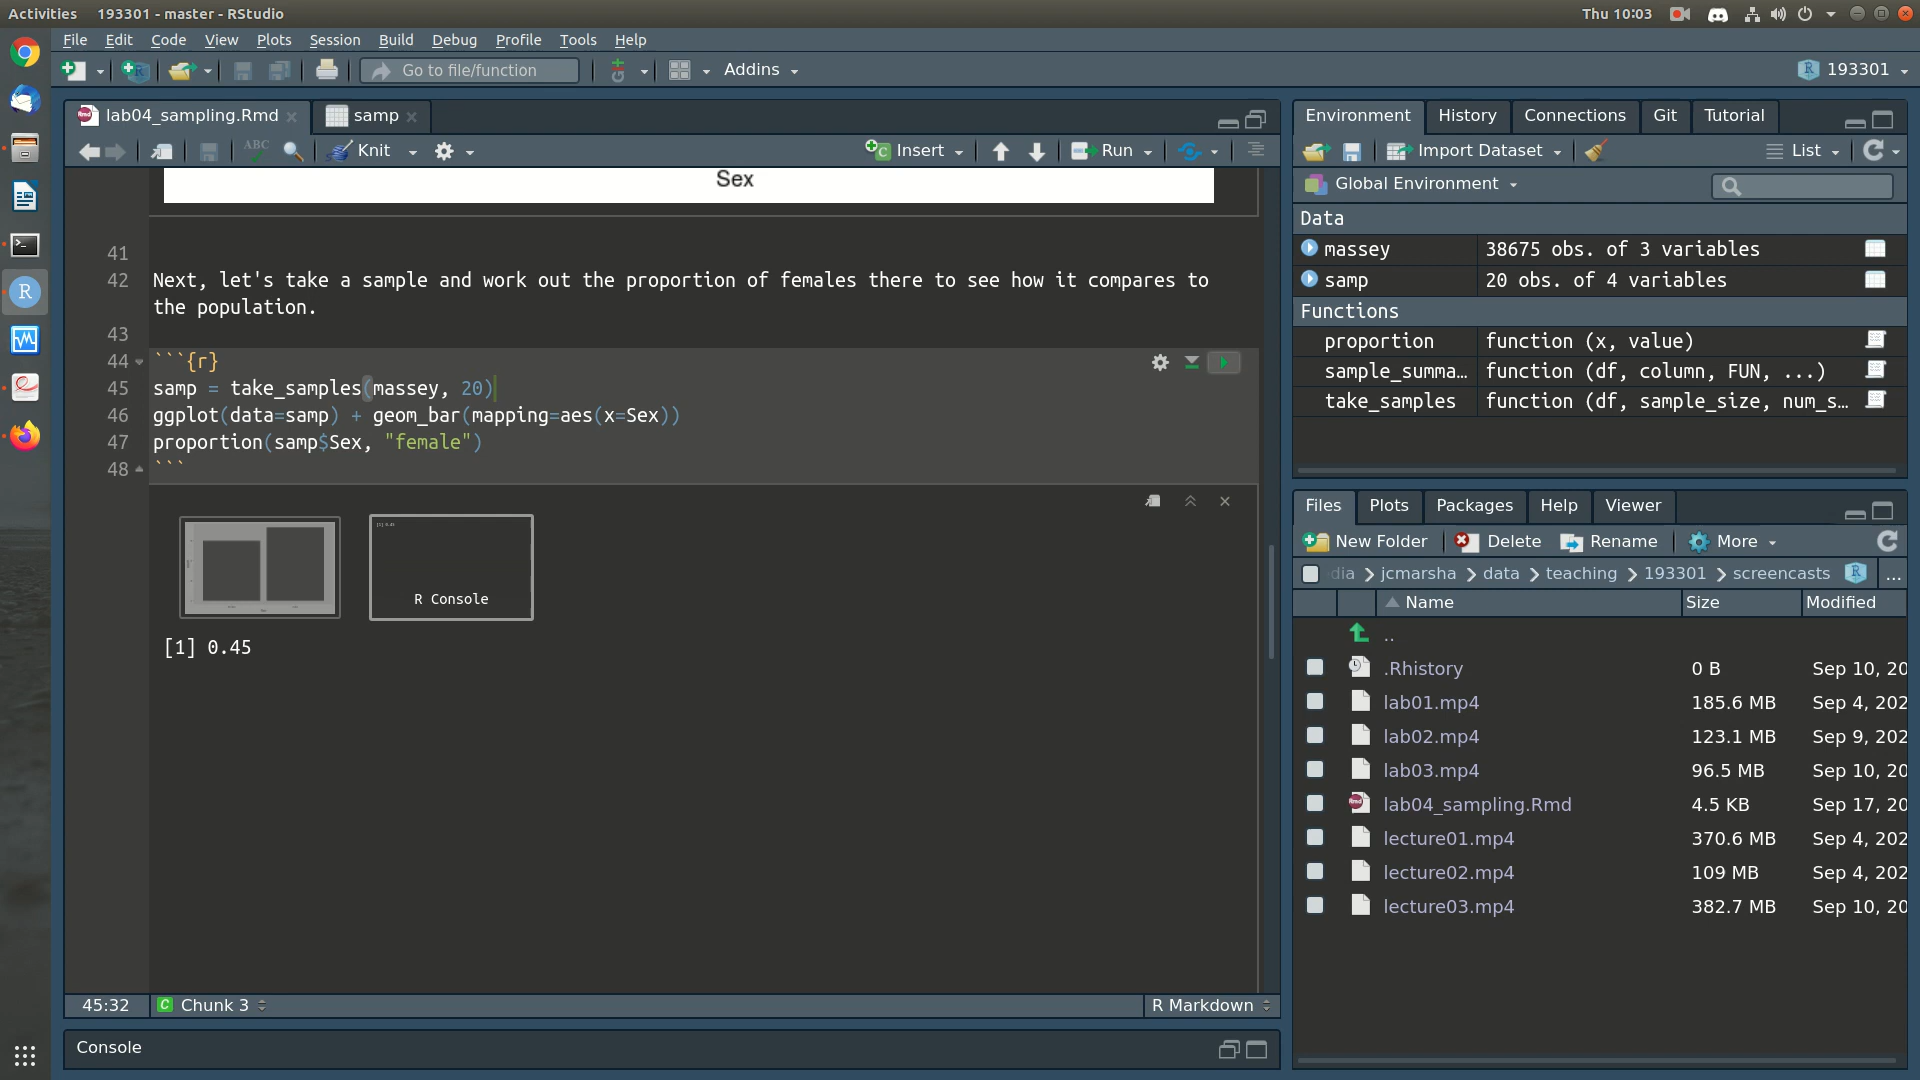 Activities 193301 - master - RStudio Thu 10:03
File Edit Code View Plots Session Build Debug Profile Tools Help
Go to file/function Addins 193301
lab04_sampling.Rmd samp
ABC Knit Insert Run
Sex
41
42 Next, let's take a sample and work out the proportion of females there to see how it compares to
the population.
43
44 ```{r}
45 samp = take_samples(massey, 20)
46 ggplot(data=samp) + geom_bar(mapping=aes(x=Sex))
47 proportion(samp$Sex, "female")
48 ```
R Console
[1] 0.45
45:32 Chunk 3 R Markdown
Console
Environment History Connections Git Tutorial
Import Dataset List
Global Environment
Data
massey 38675 obs. of 3 variables
samp 20 obs. of 4 variables
Functions
proportion function (x, value)
sample_summa… function (df, column, FUN, ...)
take_samples function (df, sample_size, num_s…
Files Plots Packages Help Viewer
New Folder Delete Rename More
dia jcmarsha data teaching 193301 screencasts ...
Name Size Modified
..
.Rhistory 0 B Sep 10, 20
lab01.mp4 185.6 MB Sep 4, 202
lab02.mp4 123.1 MB Sep 9, 202
lab03.mp4 96.5 MB Sep 10, 20
lab04_sampling.Rmd 4.5 KB Sep 17, 20
lecture01.mp4 370.6 MB Sep 4, 202
lecture02.mp4 109 MB Sep 4, 202
lecture03.mp4 382.7 MB Sep 10, 20